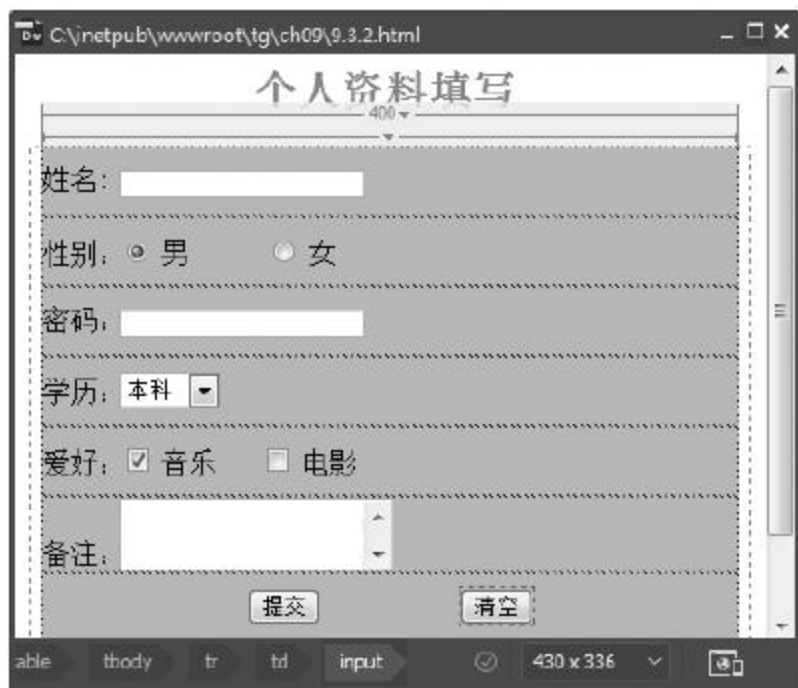 Dw C:\inetpub\wwwroot\tg\ch09\9.3.2.html
个人资料填写
400
姓名:
性别: 男 女
密码:
学历: 本科
爱好: 音乐 电影
备注:
提交 清空
able tbody tr td input 430 x 336